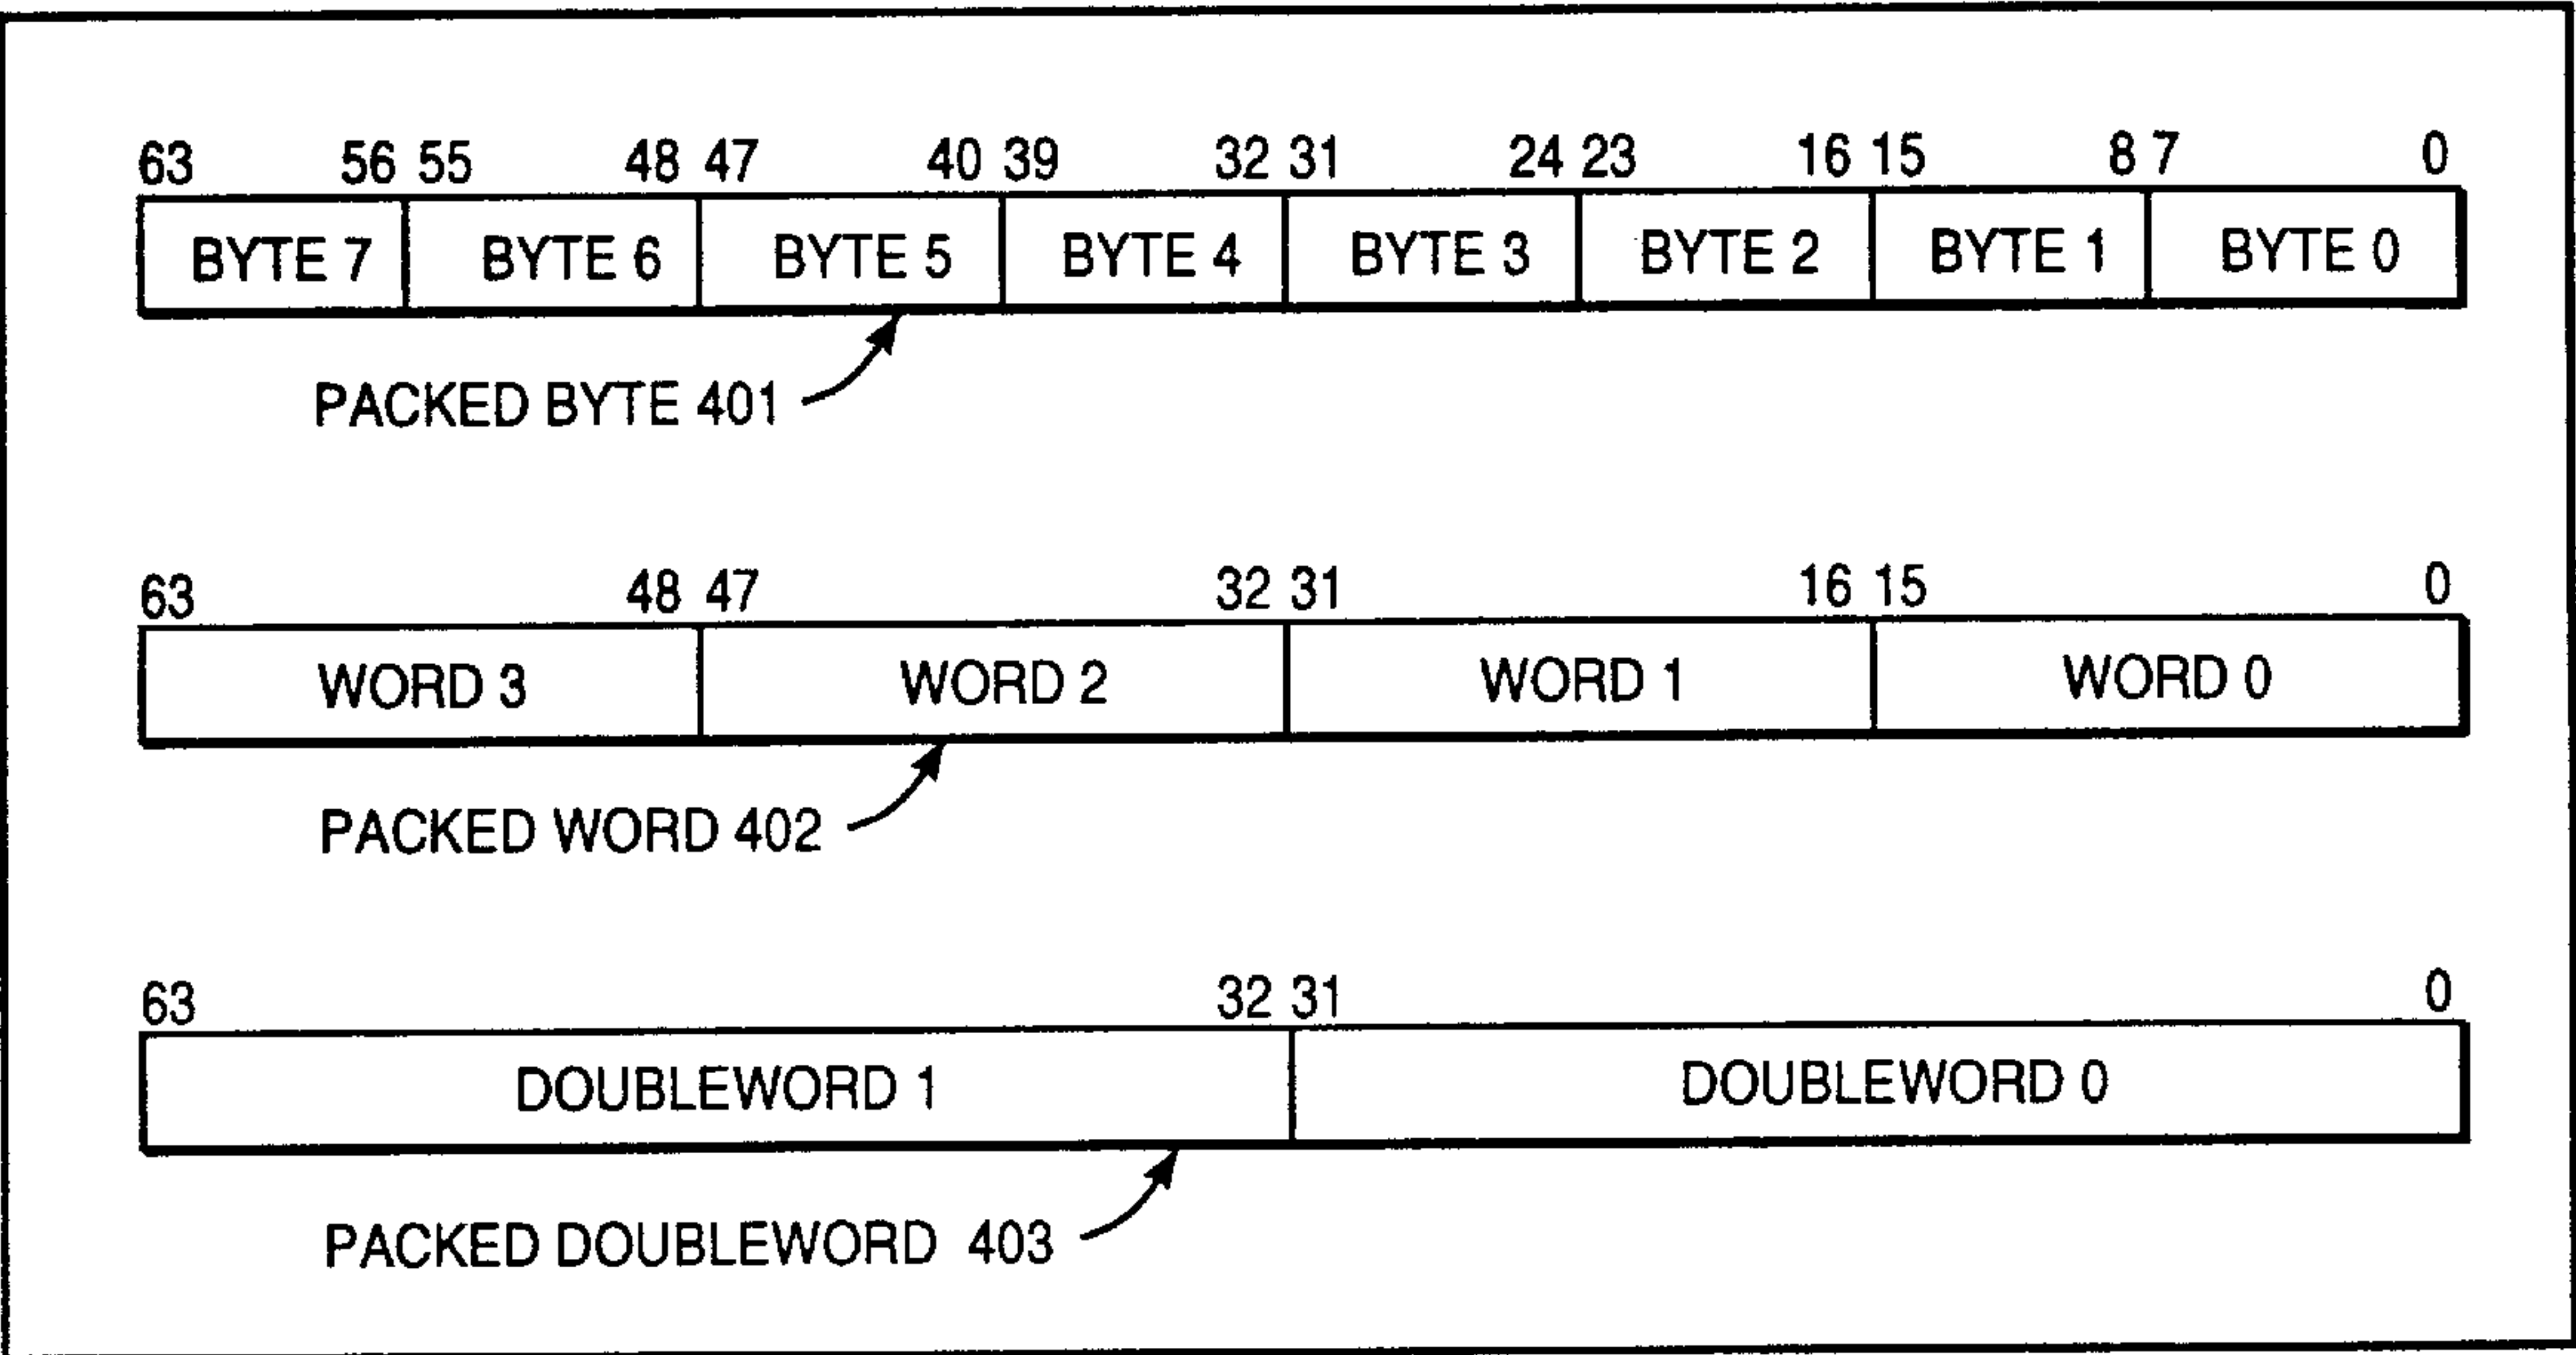 63 56 55 48 47 40 39 32 31 24 23 16 15 8 7 0
BYTE 7 BYTE 6 BYTE 5 BYTE 4 BYTE 3 BYTE 2 BYTE 1 BYTE 0
PACKED BYTE 401
63 48 47 32 31 16 15 0
WORD 3 WORD 2 WORD 1 WORD 0
PACKED WORD 402
63 32 31 0
DOUBLEWORD 1 DOUBLEWORD 0
PACKED DOUBLEWORD 403